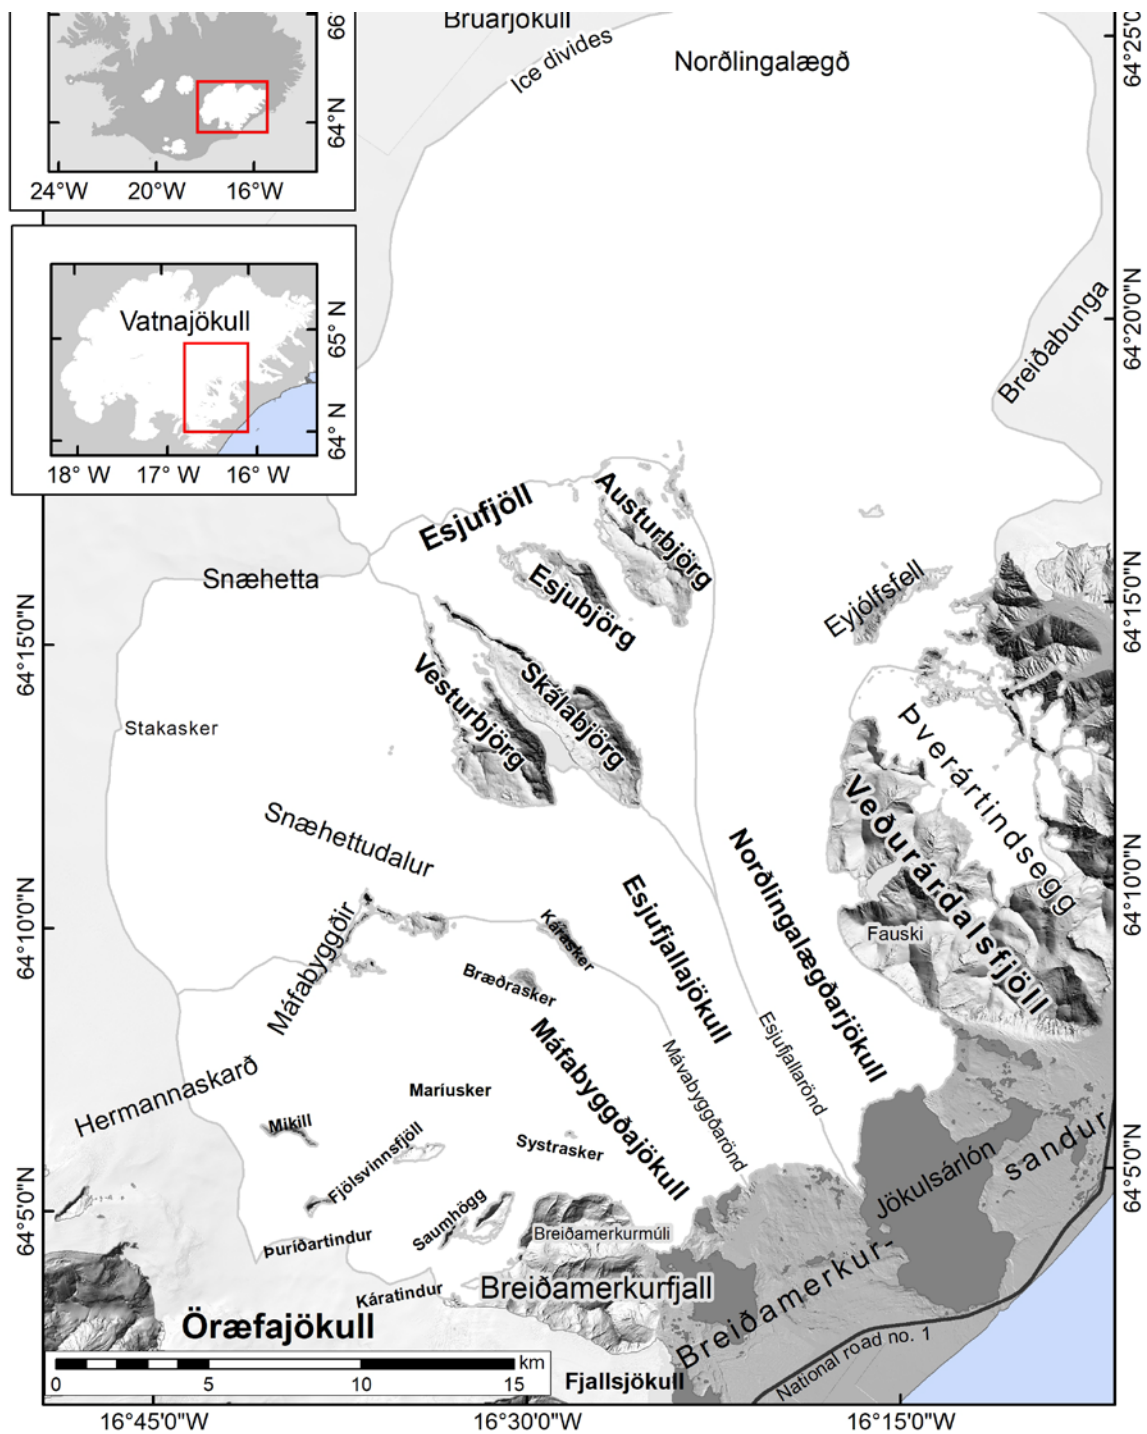 Brúarjökull
Ice divides
Norðlingalægð
64°25'0"N
66°
64°N
24°W 20°W 16°W
Vatnajökull
65° N
64° N
18° W 17° W 16° W
64°20'0"N
Breiðabunga
Esjufjöll
Austurbjörg
Snæhetta
Esjubjörg
Eyjólfsfell
64°15'0"N
64°15'0"N
Vesturbjörg
Skálabjörg
Stakasker
Þverártindsegg
Veðurárdalsfjöll
Snæhettudalur
Norðlingalægðarjökull
Esjufjallajökull
64°10'0"N
64°10'0"N
Máfabyggðir
Kárasker
Fauski
Bræðrasker
Máfabyggðajökull
Mávabyggðarönd
Esjufjallarönd
Hermannaskarð
Maríusker
Mikill
Fjölsvinnsfjöll
Systrasker
64°5'0"N
64°5'0"N
Jökulsárlón
Saumhögg
Breiðamerkurmúli
Þuríðartindur
Káratindur
Breiðamerkurfjall
Breiðamerkur-
sandur
Öræfajökull
National road no. 1
km
0 5 10 15
Fjallsjökull
16°45'0"W 16°30'0"W 16°15'0"W